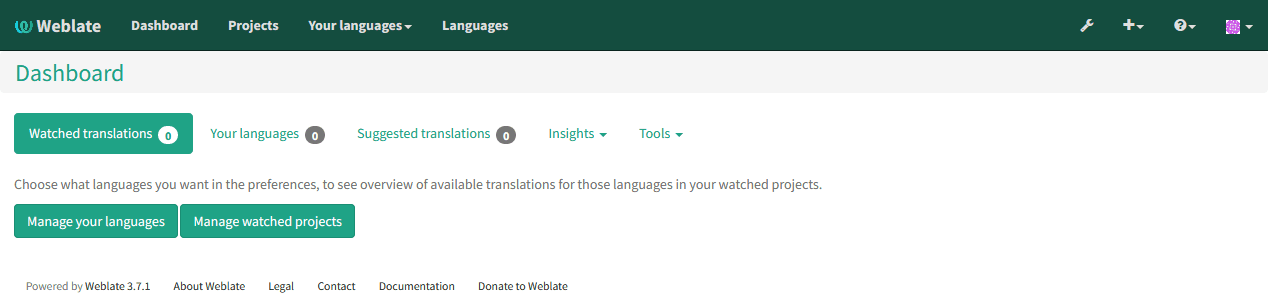 Weblate Dashboard Projects Your languages Languages
Dashboard
Watched translations 0 Your languages 0 Suggested translations 0 Insights Tools
Choose what languages you want in the preferences, to see overview of available translations for those languages in your watched projects.
Manage your languages Manage watched projects
Powered by Weblate 3.7.1 About Weblate Legal Contact Documentation Donate to Weblate